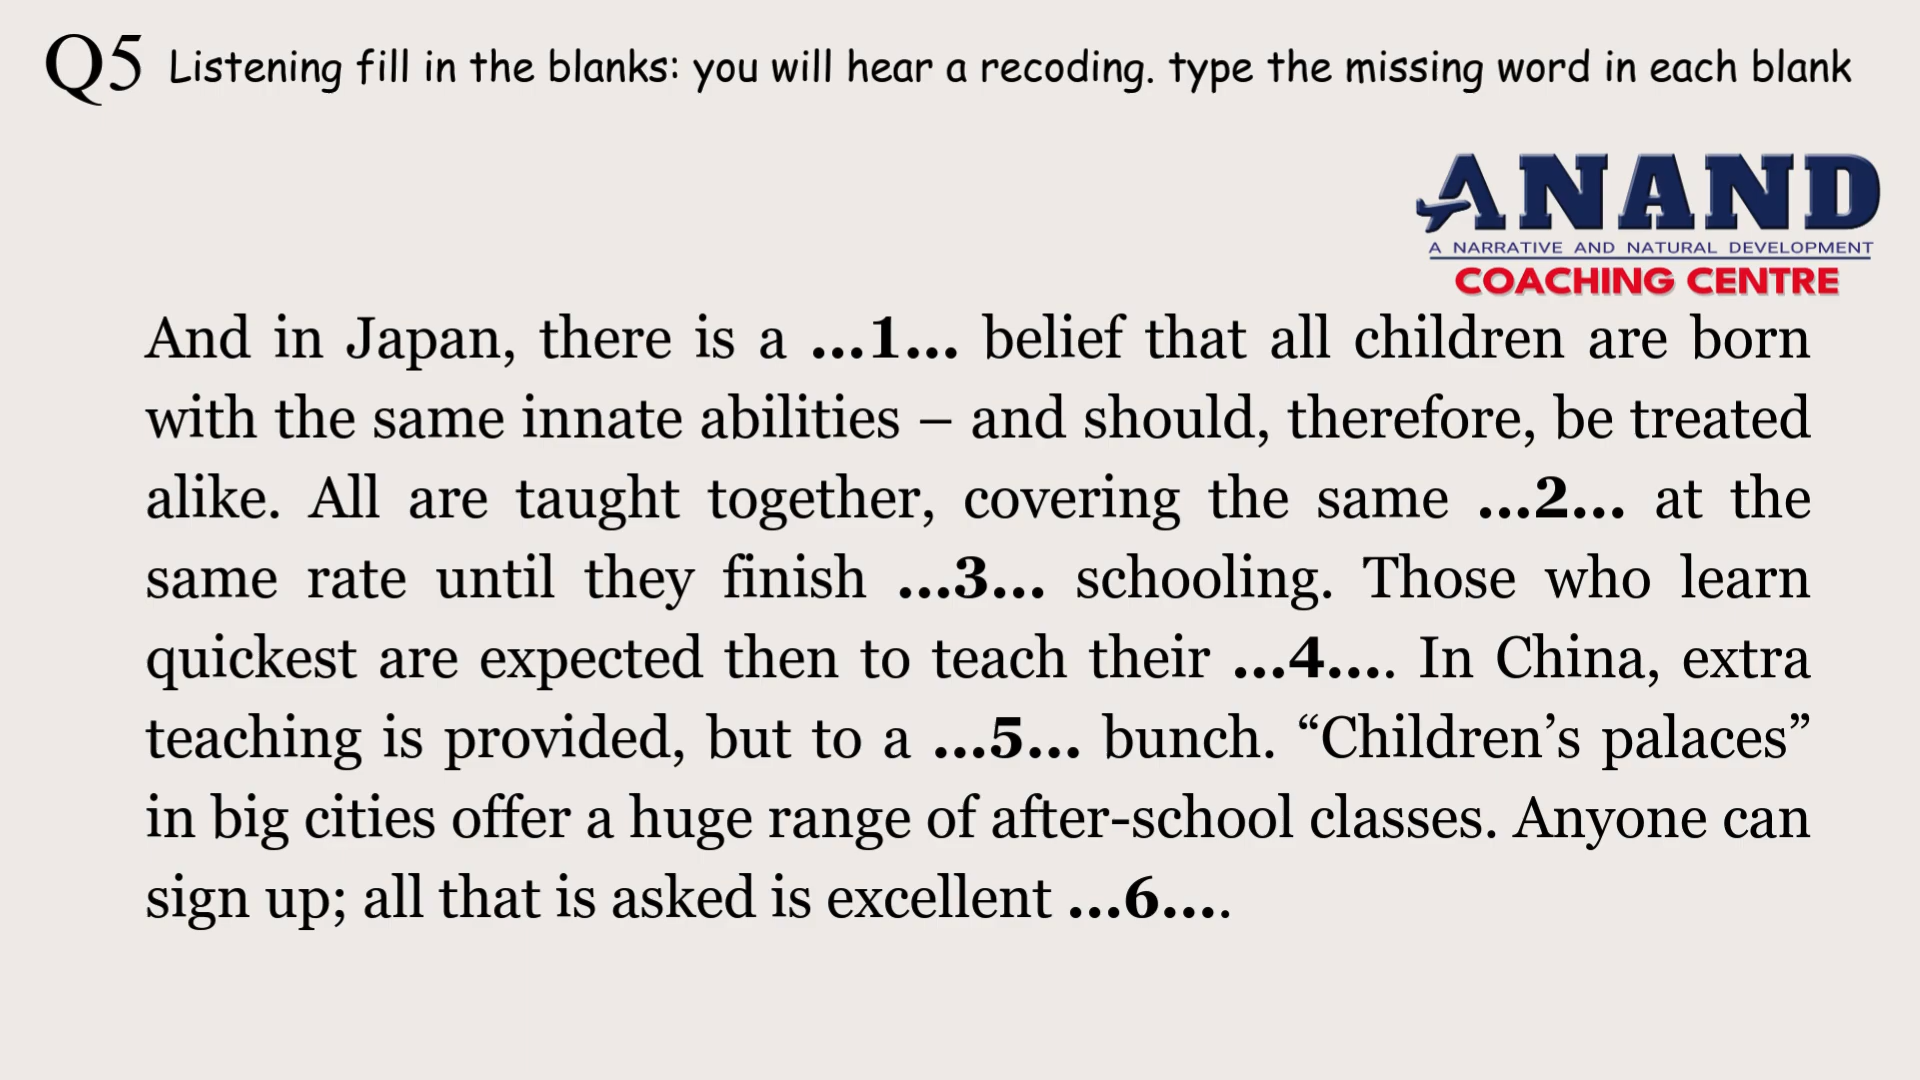 Q5 Listening fill in the blanks: you will hear a recoding. type the missing word in each blank
ANAND
A NARRATIVE AND NATURAL DEVELOPMENT
COACHING CENTRE
And in Japan, there is a ...1... belief that all children are born
with the same innate abilities – and should, therefore, be treated
alike. All are taught together, covering the same ...2... at the
same rate until they finish ...3... schooling. Those who learn
quickest are expected then to teach their ...4.... In China, extra
teaching is provided, but to a ...5... bunch. “Children’s palaces”
in big cities offer a huge range of after-school classes. Anyone can
sign up; all that is asked is excellent ...6....